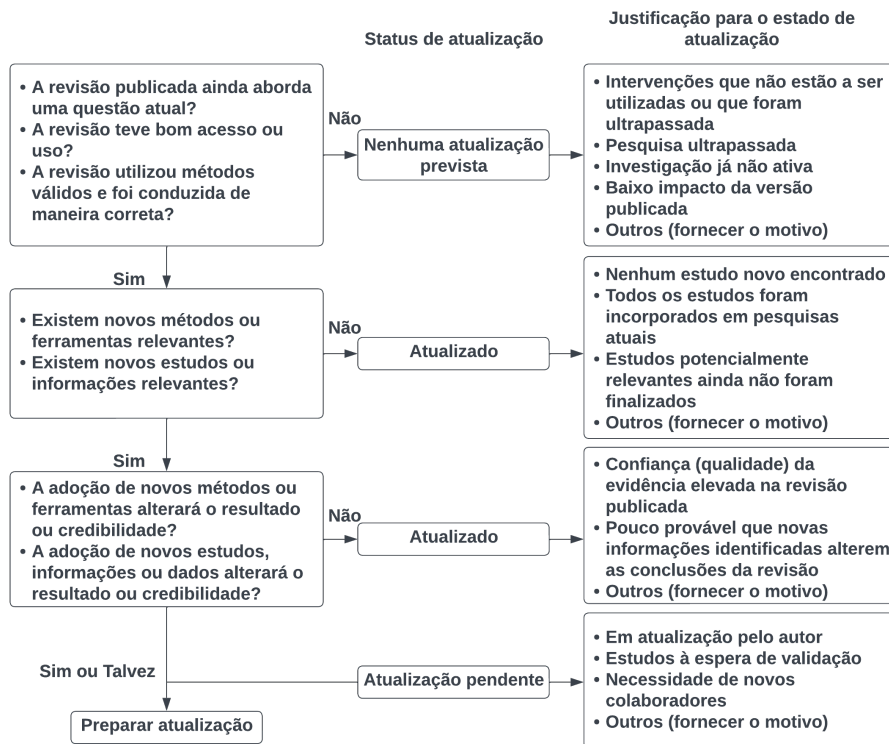 Status de atualização
Justificação para o estado de
atualização
• A revisão publicada ainda aborda
uma questão atual?
• A revisão teve bom acesso ou
uso?
• A revisão utilizou métodos
válidos e foi conduzida de
maneira correta?
Não
Nenhuma atualização
prevista
• Intervenções que não estão a ser
utilizadas ou que foram
ultrapassada
• Pesquisa ultrapassada
• Investigação já não ativa
• Baixo impacto da versão
publicada
• Outros (fornecer o motivo)
Sim
• Existem novos métodos ou
ferramentas relevantes?
• Existem novos estudos ou
informações relevantes?
Não
Atualizado
• Nenhum estudo novo encontrado
• Todos os estudos foram
incorporados em pesquisas
atuais
• Estudos potencialmente
relevantes ainda não foram
finalizados
• Outros (fornecer o motivo)
Sim
• A adoção de novos métodos ou
ferramentas alterará o resultado
ou credibilidade?
• A adoção de novos estudos,
informações ou dados alterará o
resultado ou credibilidade?
Não
Atualizado
• Confiança (qualidade) da
evidência elevada na revisão
publicada
• Pouco provável que novas
informações identificadas alterem
as conclusões da revisão
• Outros (fornecer o motivo)
Sim ou Talvez
Atualização pendente
• Em atualização pelo autor
• Estudos à espera de validação
• Necessidade de novos
colaboradores
• Outros (fornecer o motivo)
Preparar atualização